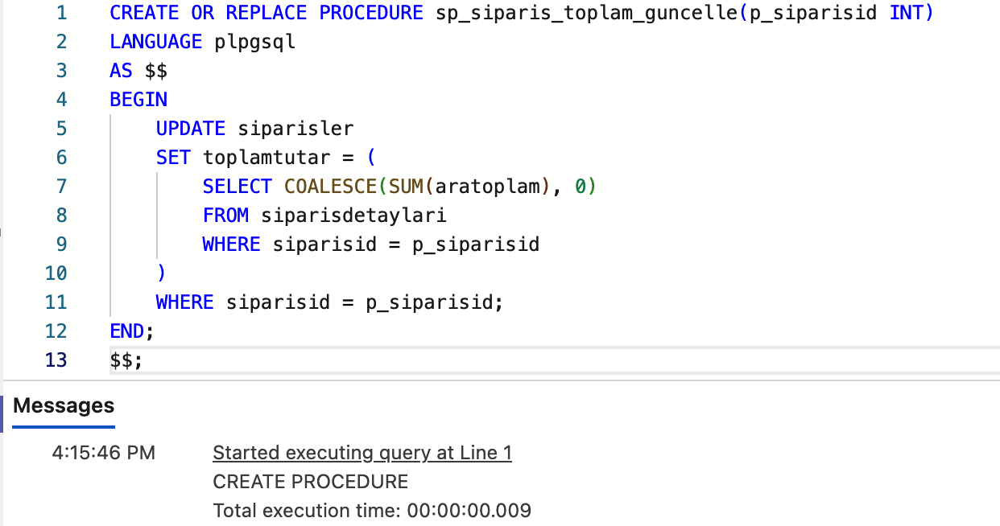 1 CREATE OR REPLACE PROCEDURE sp_siparis_toplam_guncelle(p_siparisid INT)
2 LANGUAGE plpgsql
3 AS $$
4 BEGIN
5     UPDATE siparisler
6     SET toplamtutar = (
7         SELECT COALESCE(SUM(aratoplam), 0)
8         FROM siparisdetaylari
9         WHERE siparisid = p_siparisid
10     )
11     WHERE siparisid = p_siparisid;
12 END;
13 $$;
Messages
4:15:46 PM Started executing query at Line 1
CREATE PROCEDURE
Total execution time: 00:00:00.009